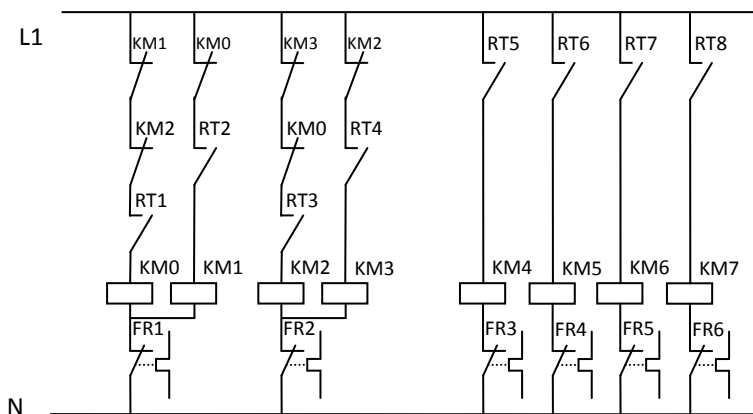 L1
KM1 KM0 KM3 KM2 RT5 RT6 RT7 RT8
KM2 RT2 KM0 RT4
RT1 RT3
KM0 KM1 KM2 KM3 KM4 KM5 KM6 KM7
FR1 FR2 FR3 FR4 FR5 FR6
N